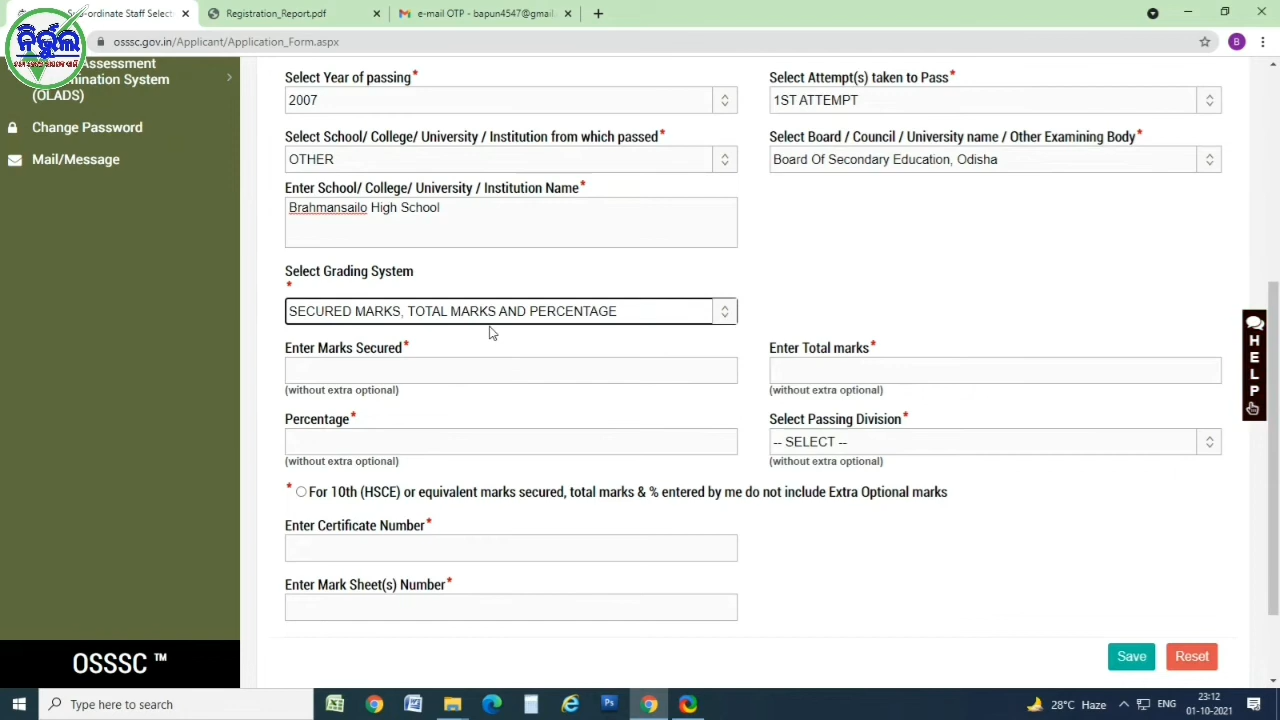 b-ordinate Staff Select
Registration_Report.pdf
e-mail OTP - bapun4547@gmail.
osssc.gov.in/Applicant/Application_Form.aspx
B
ନିର୍ଭୁଲ
Assessment
mination System
(OLADS)
Change Password
Mail/Message
OSSSC ™
Select Year of passing*
2007
Select Attempt(s) taken to Pass*
1ST ATTEMPT
Select School/ College/ University / Institution from which passed*
OTHER
Select Board / Council / University name / Other Examining Body*
Board Of Secondary Education, Odisha
Enter School/ College/ University / Institution Name*
Brahmansailo High School
Select Grading System
*
SECURED MARKS, TOTAL MARKS AND PERCENTAGE
Enter Marks Secured*
(without extra optional)
Enter Total marks*
(without extra optional)
Percentage*
(without extra optional)
Select Passing Division*
-- SELECT --
(without extra optional)
* For 10th (HSCE) or equivalent marks secured, total marks & % entered by me do not include Extra Optional marks
Enter Certificate Number*
Enter Mark Sheet(s) Number*
Save
Reset
HELP
Type here to search
28°C Haze
ENG
23:12
01-10-2021